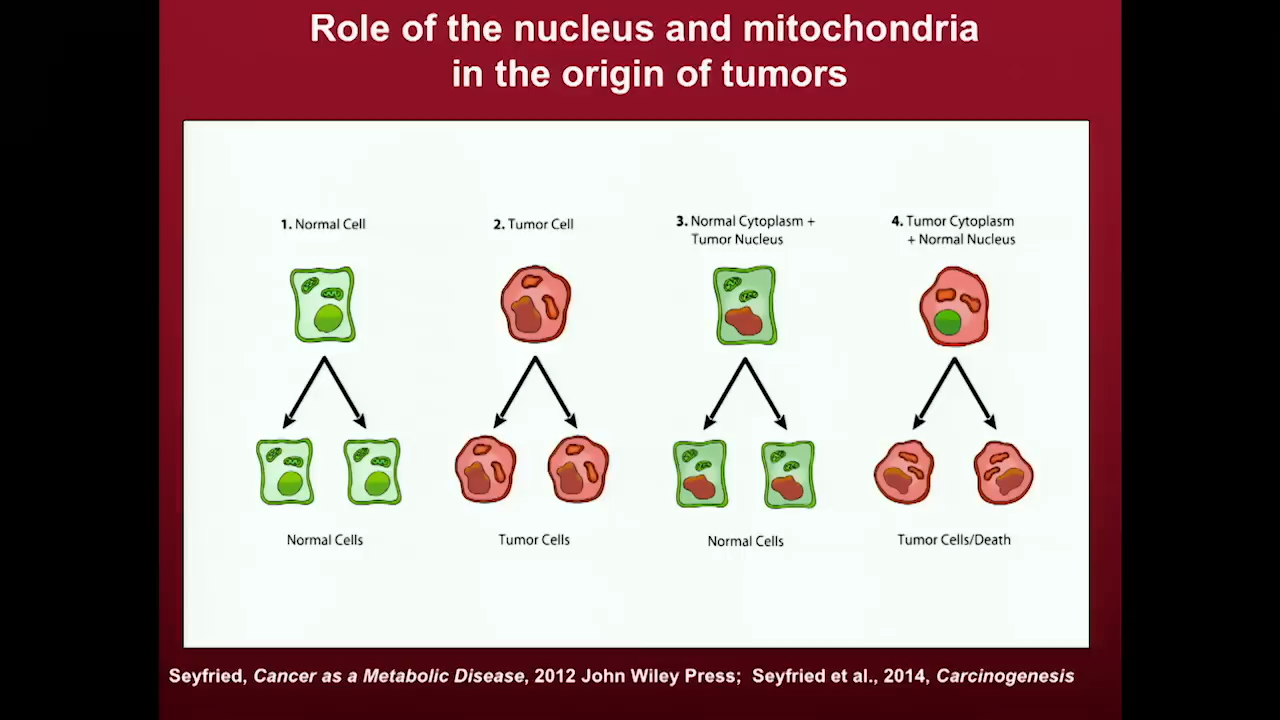 Role of the nucleus and mitochondria
in the origin of tumors
1. Normal Cell
2. Tumor Cell
3. Normal Cytoplasm +
Tumor Nucleus
4. Tumor Cytoplasm
+ Normal Nucleus
Normal Cells
Tumor Cells
Normal Cells
Tumor Cells/Death
Seyfried, Cancer as a Metabolic Disease, 2012 John Wiley Press; Seyfried et al., 2014, Carcinogenesis